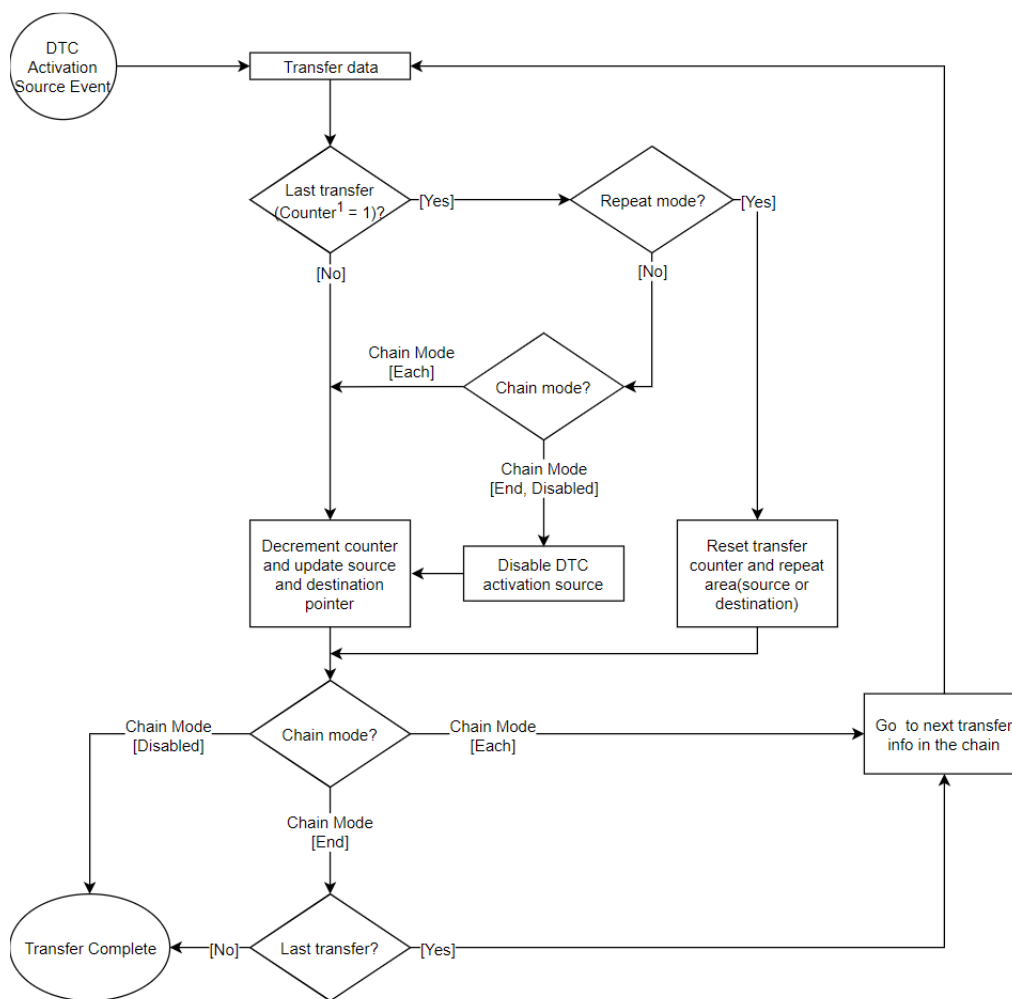 DTC
Activation
Source Event
Transfer data
Last transfer
(Counter¹ = 1)?
[Yes]
Repeat mode?
[Yes]
[No]
[No]
Chain Mode
[Each]
Chain mode?
Chain Mode
[End, Disabled]
Decrement counter
and update source
and destination
pointer
Disable DTC
activation source
Reset transfer
counter and repeat
area(source or
destination)
Chain Mode
[Disabled]
Chain mode?
Chain Mode
[Each]
Go to next transfer
info in the chain
Chain Mode
[End]
Transfer Complete
[No]
Last transfer?
[Yes]